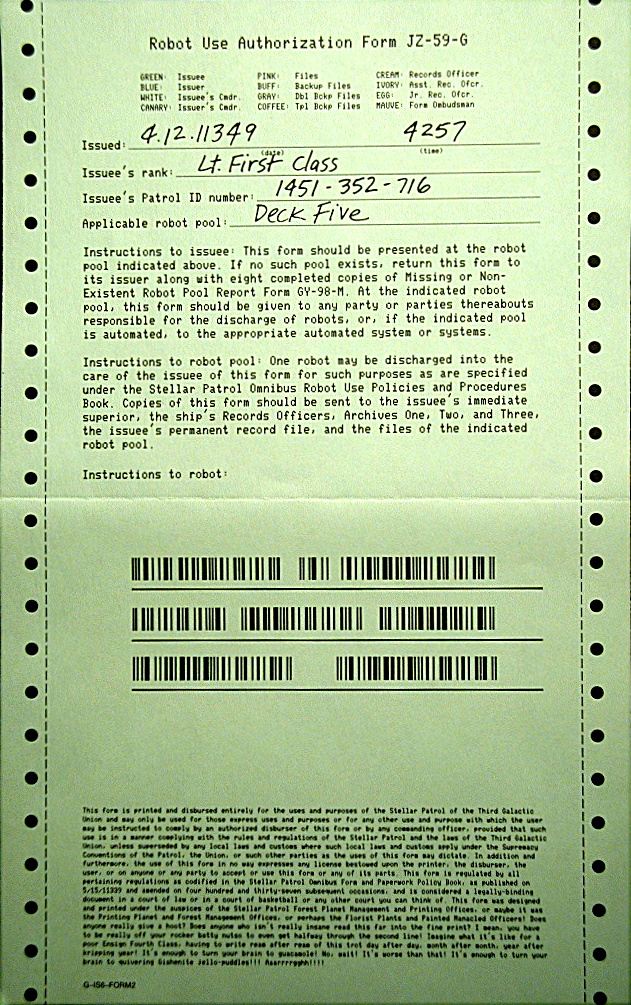 Robot Use Authorization Form JZ-59-G
GREEN: Issuee PINK: Files CREAM: Records Officer
BLUE: Issuer BUFF: Backup Files IVORY: Asst. Rec. Ofcr.
WHITE: Issuee's Cmdr. GRAY: Dbl Bckp Files EGG: Jr. Rec. Ofcr.
CANARY: Issuer's Cmdr. COFFEE: Tpl Bckp Files MAUVE: Form Ombudsman
Issued: 4.12.11349 4257
(date) (time)
Issuee's rank: Lt. First Class
Issuee's Patrol ID number: 1451-352-716
Applicable robot pool: Deck Five
Instructions to issuee: This form should be presented at the robot
pool indicated above. If no such pool exists, return this form to
its issuer along with eight completed copies of Missing or Non-
Existent Robot Pool Report Form GY-98-M. At the indicated robot
pool, this form should be given to any party or parties thereabouts
responsible for the discharge of robots, or, if the indicated pool
is automated, to the appropriate automated system or systems.
Instructions to robot pool: One robot may be discharged into the
care of the issuee of this form for such purposes as are specified
under the Stellar Patrol Omnibus Robot Use Policies and Procedures
Book. Copies of this form should be sent to the issuee's immediate
superior, the ship's Records Officers, Archives One, Two, and Three,
the issuee's permanent record file, and the files of the indicated
robot pool.
Instructions to robot:
This form is printed and disbursed entirely for the uses and purposes of the Stellar Patrol of the Third Galactic
Union and may only be used for those express uses and purposes or for any other use and purpose with which the user
may be instructed to comply by an authorized disburser of this form or by any commanding officer, provided that such
use is in a manner complying with the rules and regulations of the Stellar Patrol and the laws of the Third Galactic
Union, unless superseded by any local laws and customs where such local laws and customs apply under the Supremacy
Conventions of the Patrol, the Union, or such other parties as the uses of this form may dictate. In addition and
furthermore, the use of this form in no way expresses any license bestowed upon the printer, the disburser, the
user, or on anyone or any party to accept or use this form or any of its parts. This form is regulated by all
pertaining regulations as codified in the Stellar Patrol Omnibus Form and Paperwork Policy Book, as published on
5/15/11339 and amended on four hundred and thirty-seven subsequent occasions, and is considered a legally-binding
document in a court of law or in a court of basketball or any other court you can think of. This form was designed
and printed under the auspices of the Stellar Patrol Forest Planet Management and Printing Offices, or maybe it was
the Printing Planet and Forest Management Offices, or perhaps the Florist Plants and Painted Manacled Officers! Does
anyone really give a hoot? Does anyone who isn't really insane read this far into the fine print? I mean, you have
to be really off your rocker batty nutso to even get halfway through the second line! Imagine what it's like for a
poor Ensign Fourth Class, having to write ream after ream of this trot day after day, month after month, year after
kripping year! It's enough to turn your brain to guacamole! No, wait! It's worse than that! It's enough to turn your
brain to quivering Gishenite Jello-puddles!!! Aaarrrrgghh!!!!
G-IS6-FORM2